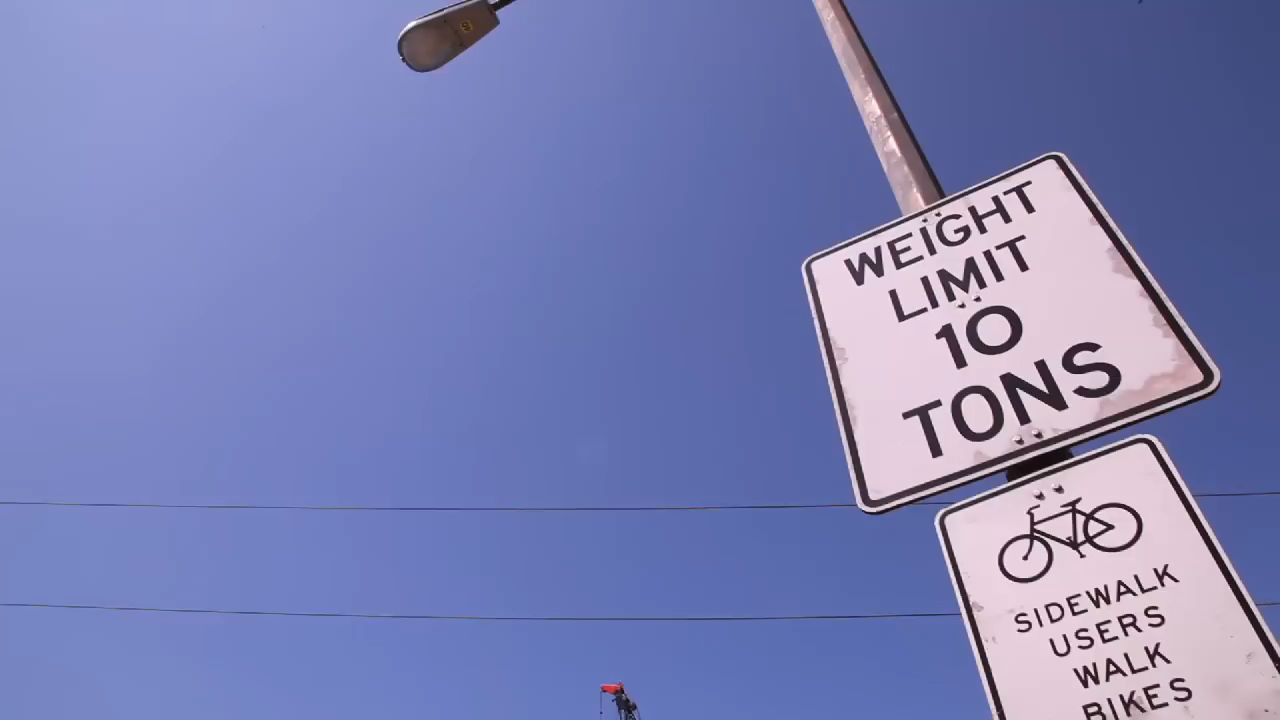 WEIGHT
LIMIT
10
TONS
SIDEWALK
USERS
WALK
BIKES